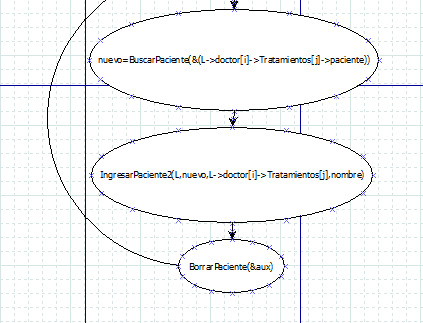 nuevo=BuscarPaciente(&(L->doctor[i]->Tratamientos[j]->paciente))
IngresarPaciente2(L,nuevo,L->doctor[i]->Tratamientos[j],nombre)
BorrarPaciente(&aux)